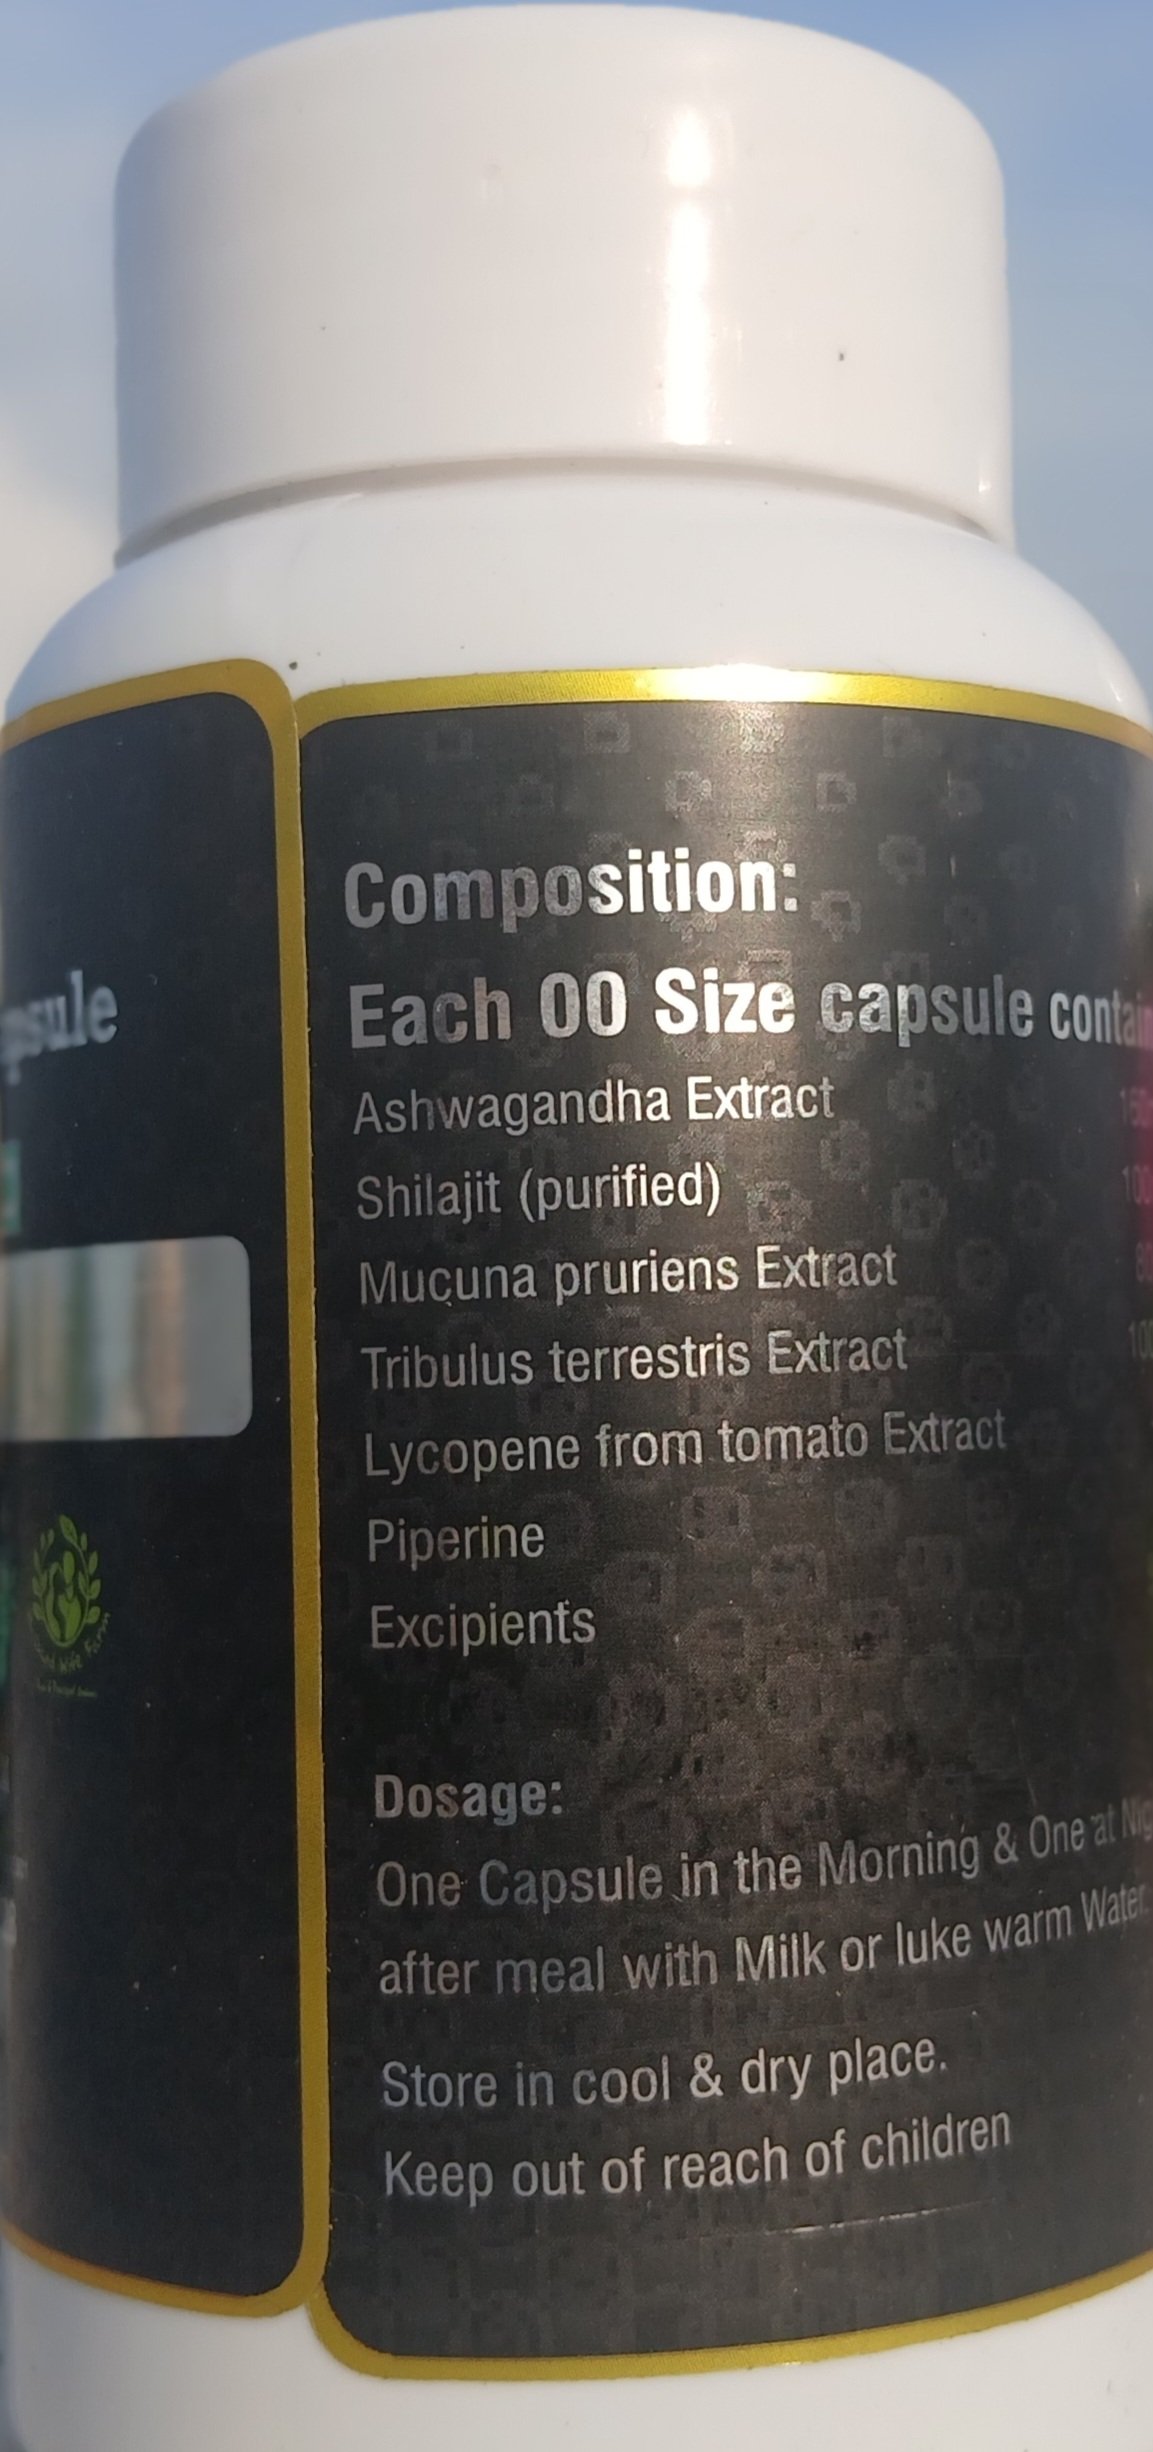 Composition:
Each 00 Size capsule
Ashwagandha Extract
Shilajit (purified)
Mucuna pruriens Extract
Tribulus terrestris Extract
Lycopene from tomato Extract
Piperine
Excipients
Dosage:
One Capsule in the Morning & One at
after meal with Milk or luke warm Water.
Store in cool & dry place.
Keep out of reach of children